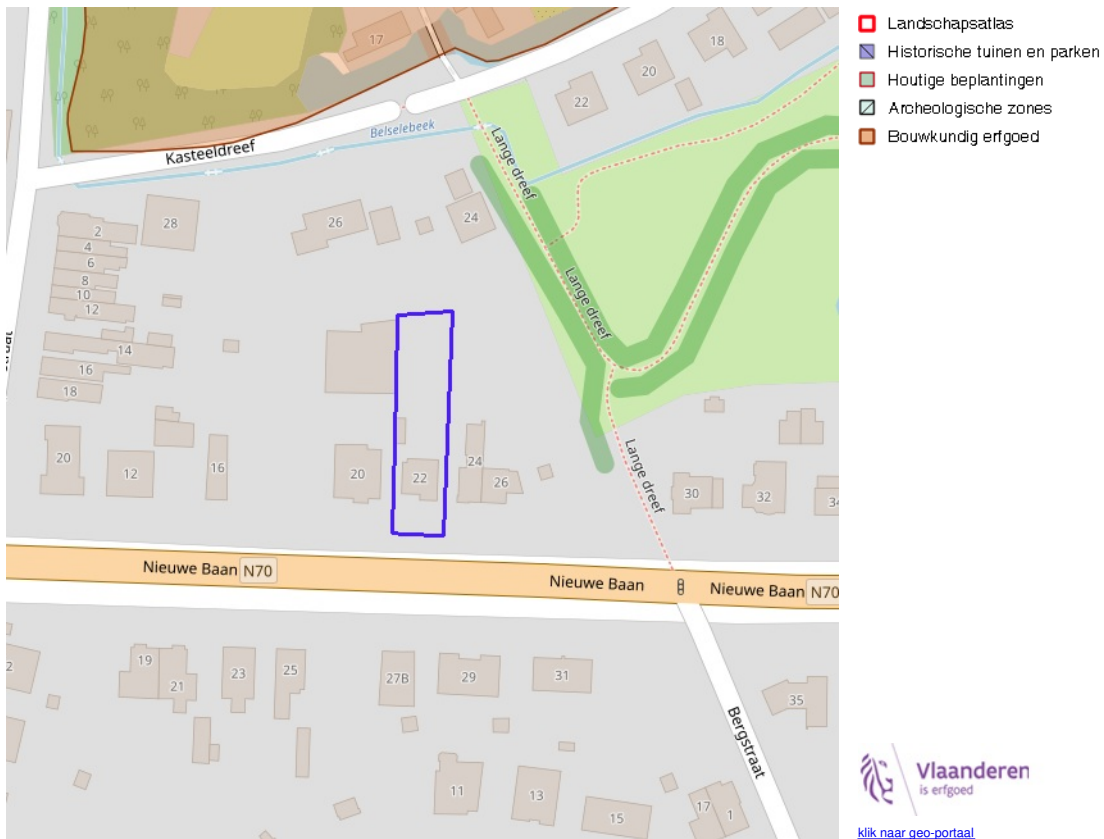 Landschapsatlas
Historische tuinen en parken
Houtige beplantingen
Archeologische zones
Bouwkundig erfgoed
17
18
20
22
Belselebeek
Kasteeldreef
Lange dreef
24
26
28
2
4
6
8
10
12
14
16
18
Lange dreef
20
12
16
20
22
24
26
Lange dreef
30
32
34
Nieuwe Baan N70
Nieuwe Baan
Nieuwe Baan N70
19
21
23
25
27B
29
31
35
2
Bergstraat
11
13
15
17
1
Vlaanderen
is erfgoed
klik naar geo-portaal